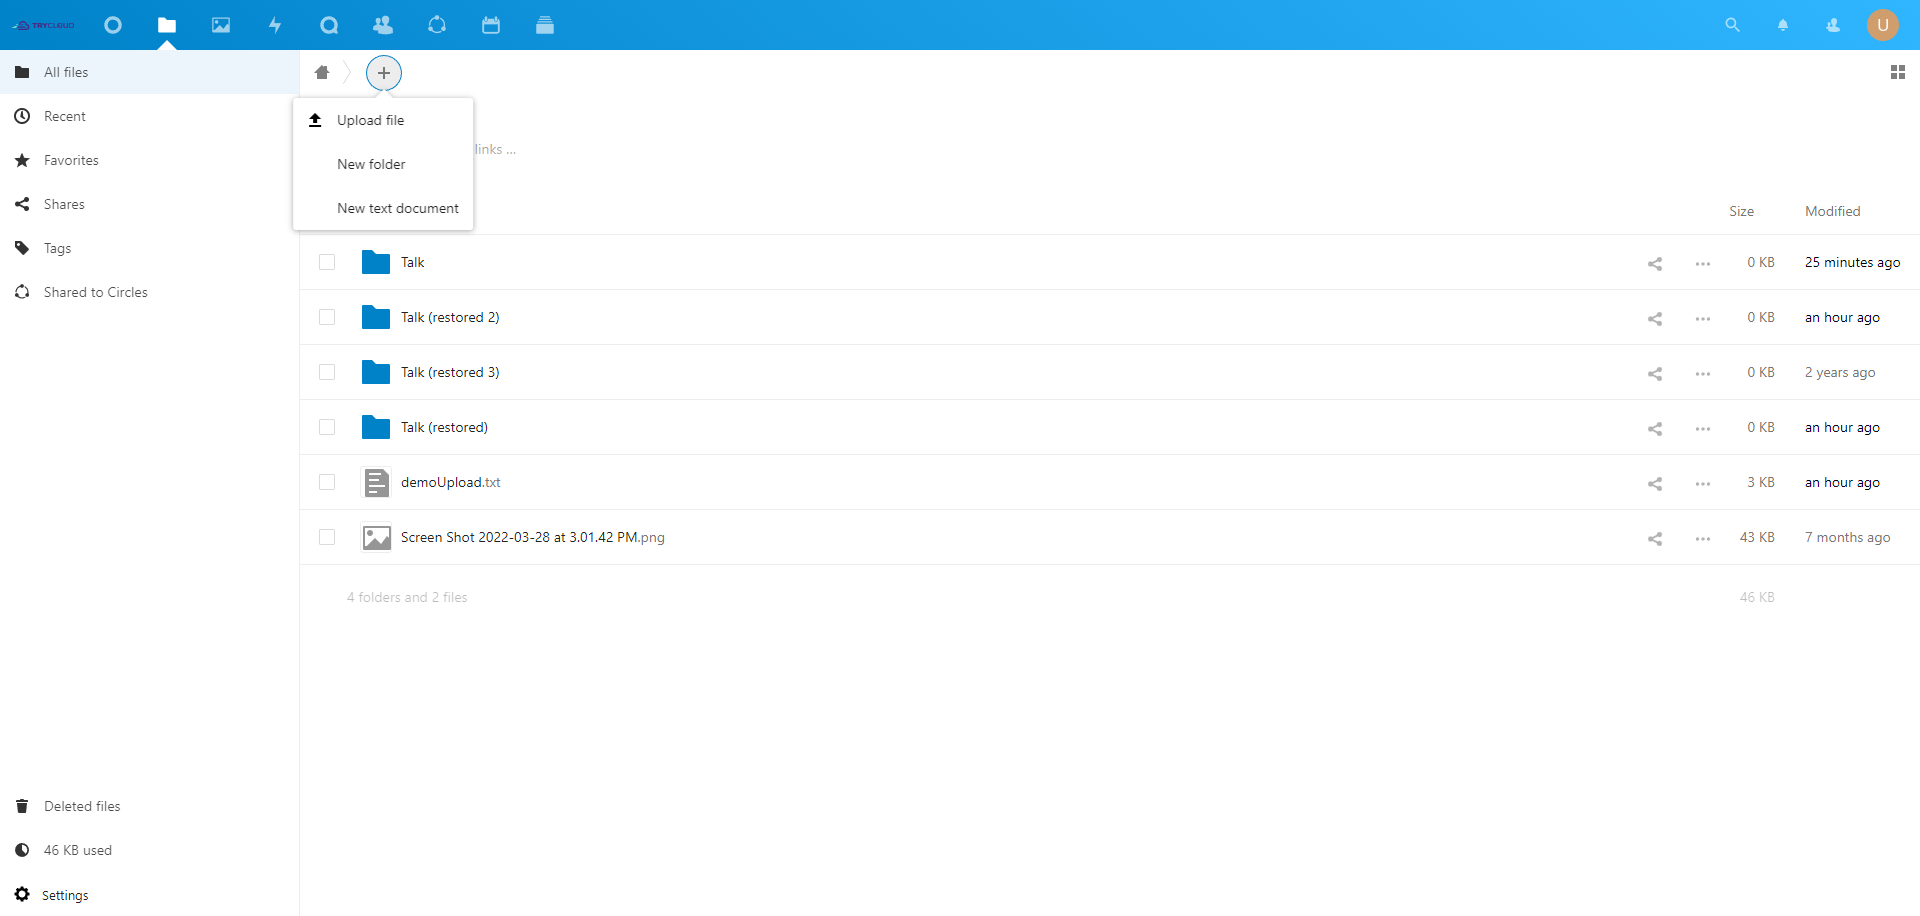 TRYCLOUD
U
All files
Recent
Upload file
links ...
Favorites
New folder
Shares
New text document
Size Modified
Tags
Talk 0 KB 25 minutes ago
Shared to Circles
Talk (restored 2) 0 KB an hour ago
Talk (restored 3) 0 KB 2 years ago
Talk (restored) 0 KB an hour ago
demoUpload.txt 3 KB an hour ago
Screen Shot 2022-03-28 at 3.01.42 PM.png 43 KB 7 months ago
4 folders and 2 files 46 KB
Deleted files
46 KB used
Settings